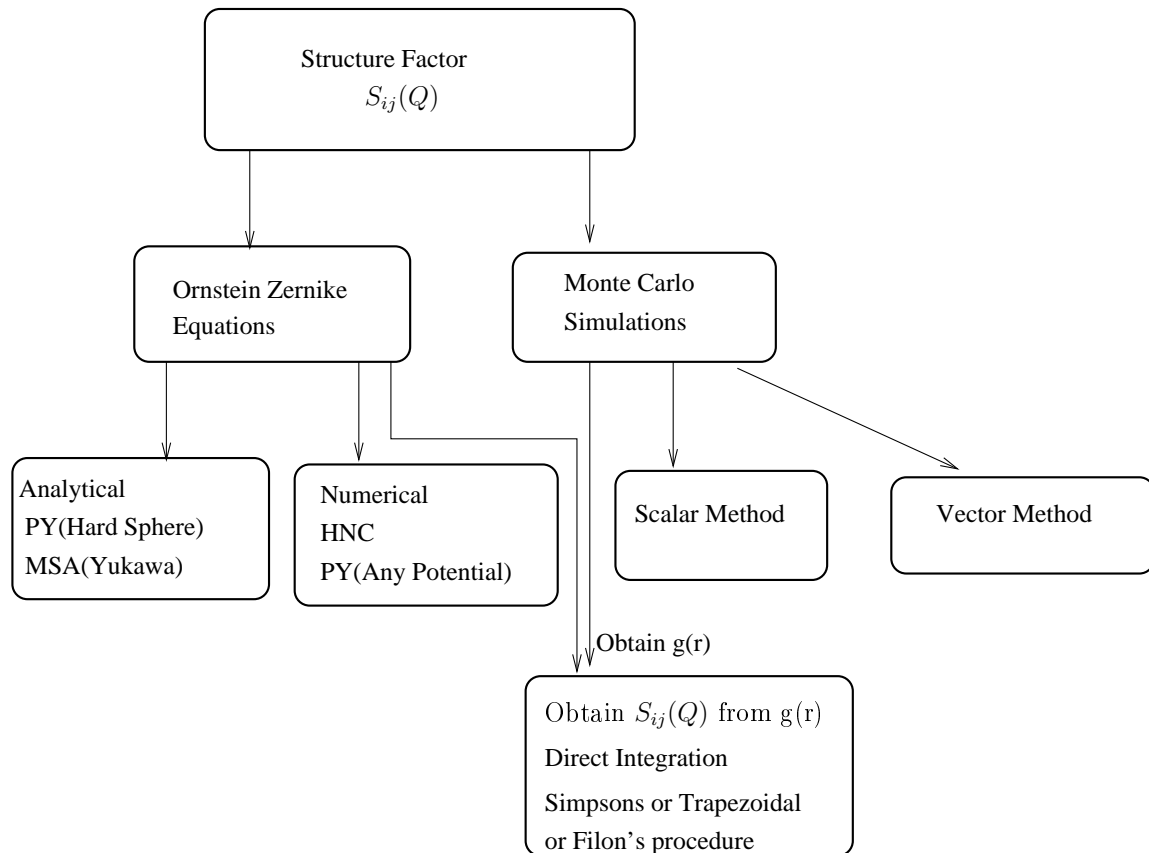 Structure Factor
S_{ij}(Q)
Ornstein Zernike
Equations
Monte Carlo
Simulations
Analytical
PY(Hard Sphere)
MSA(Yukawa)
Numerical
HNC
PY(Any Potential)
Scalar Method
Vector Method
Obtain g(r)
Obtain S_{ij}(Q) from g(r)
Direct Integration
Simpsons or Trapezoidal
or Filon's procedure